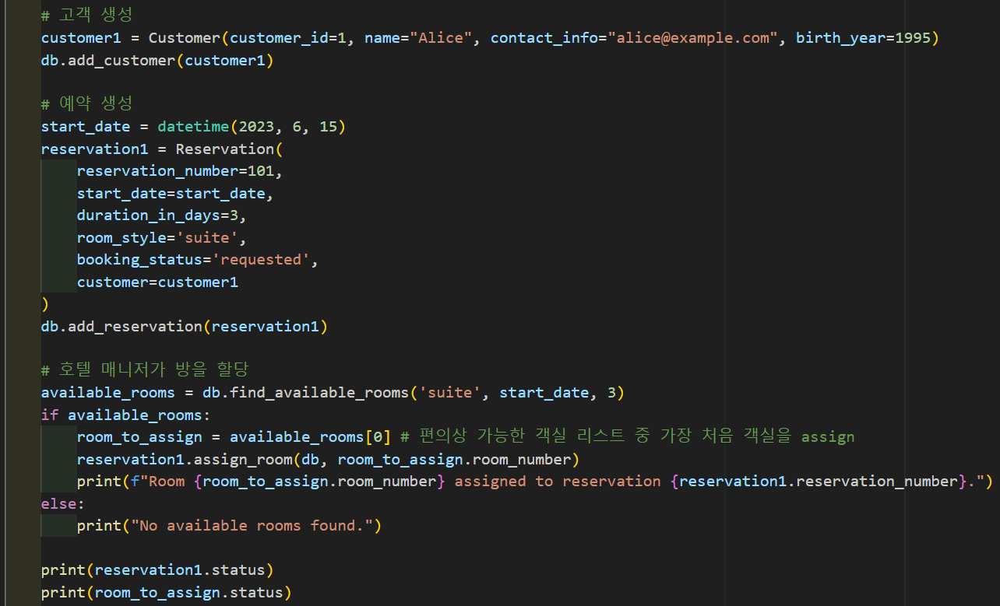 # 고객 생성
customer1 = Customer(customer_id=1, name="Alice", contact_info="alice@example.com", birth_year=1995)
db.add_customer(customer1)
# 예약 생성
start_date = datetime(2023, 6, 15)
reservation1 = Reservation(
reservation_number=101,
start_date=start_date,
duration_in_days=3,
room_style='suite',
booking_status='requested',
customer=customer1
)
db.add_reservation(reservation1)
# 호텔 매니저가 방을 할당
available_rooms = db.find_available_rooms('suite', start_date, 3)
if available_rooms:
room_to_assign = available_rooms[0] # 편의상 가능한 객실 리스트 중 가장 처음 객실을 assign
reservation1.assign_room(db, room_to_assign.room_number)
print(f"Room {room_to_assign.room_number} assigned to reservation {reservation1.reservation_number}.")
else:
print("No available rooms found.")
print(reservation1.status)
print(room_to_assign.status)